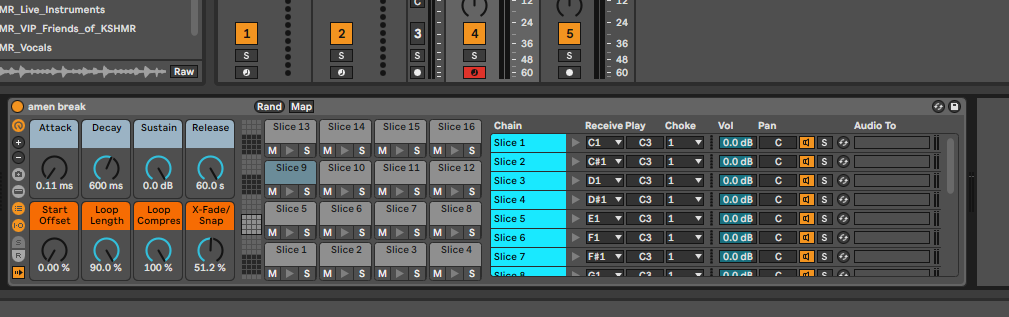 MR_Live_Instruments
MR_VIP_Friends_of_KSHMR
MR_Vocals
Raw
C
12 12
1 2 3 4 5
36 36
S S S S S
48 48
60 60
amen break Rand Map
Attack Decay Sustain Release
0.11 ms 600 ms 0.0 dB 60.0 s
Start Offset Loop Length Loop Compres X-Fade/ Snap
0.00 % 90.0 % 100 % 51.2 %
S
R
Slice 13 Slice 14 Slice 15 Slice 16
M S M S M S M S
Slice 9 Slice 10 Slice 11 Slice 12
M S M S M S M S
Slice 5 Slice 6 Slice 7 Slice 8
M S M S M S M S
Slice 1 Slice 2 Slice 3 Slice 4
M S M S M S M S
Chain Receive Play Choke Vol Pan Audio To
Slice 1 C1 C3 1 0.0 dB C S
Slice 2 C#1 C3 1 0.0 dB C S
Slice 3 D1 C3 1 0.0 dB C S
Slice 4 D#1 C3 1 0.0 dB C S
Slice 5 E1 C3 1 0.0 dB C S
Slice 6 F1 C3 1 0.0 dB C S
Slice 7 F#1 C3 1 0.0 dB C S
Slice 8 G1 C3 1 0.0 dB C S